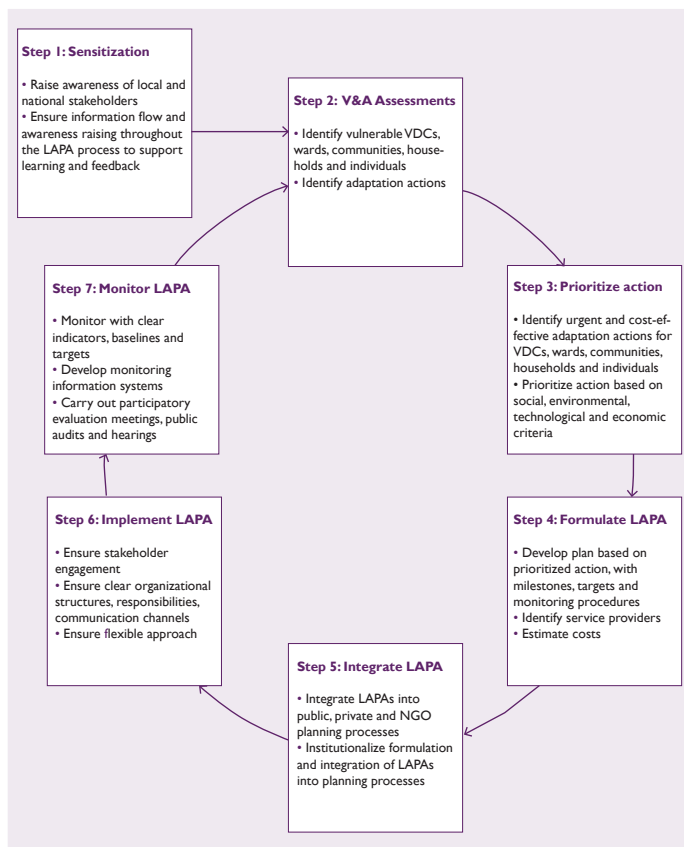 Step 1: Sensitization
• Raise awareness of local and
national stakeholders
• Ensure information flow and
awareness raising throughout
the LAPA process to support
learning and feedback
Step 2: V&A Assessments
• Identify vulnerable VDCs,
wards, communities, house-
holds and individuals
• Identify adaptation actions
Step 3: Prioritize action
• Identify urgent and cost-ef-
fective adaptation actions for
VDCs, wards, communities,
households and individuals
• Prioritize action based on
social, environmental,
technological and economic
criteria
Step 4: Formulate LAPA
• Develop plan based on
prioritized action, with
milestones, targets and
monitoring procedures
• Identify service providers
• Estimate costs
Step 5: Integrate LAPA
• Integrate LAPAs into
public, private and NGO
planning processes
• Institutionalize formulation
and integration of LAPAs
into planning processes
Step 6: Implement LAPA
• Ensure stakeholder
engagement
• Ensure clear organizational
structures, responsibilities,
communication channels
• Ensure flexible approach
Step 7: Monitor LAPA
• Monitor with clear
indicators, baselines and
targets
• Develop monitoring
information systems
• Carry out participatory
evaluation meetings, public
audits and hearings